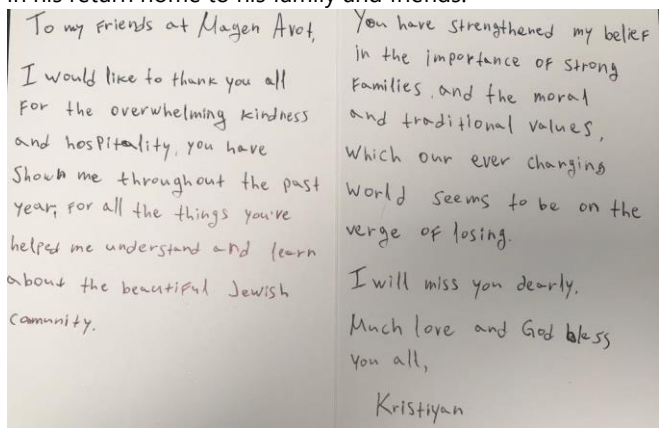 in his return home to his family and friends.
To my friends at Magen Avot,
I would like to thank you all
For the overwhelming kindness
and hospitality, you have
Shown me throughout the past
year, for all the things you've
helped me understand and learn
about the beautiful Jewish
Comunity.
You have strengthened my belief
in the importance of strong
Families, and the moral
and traditional values,
Which our ever changing
World seems to be on the
verge of losing.
I will miss you dearly.
Much love and God bless
you all,
Kristiyan